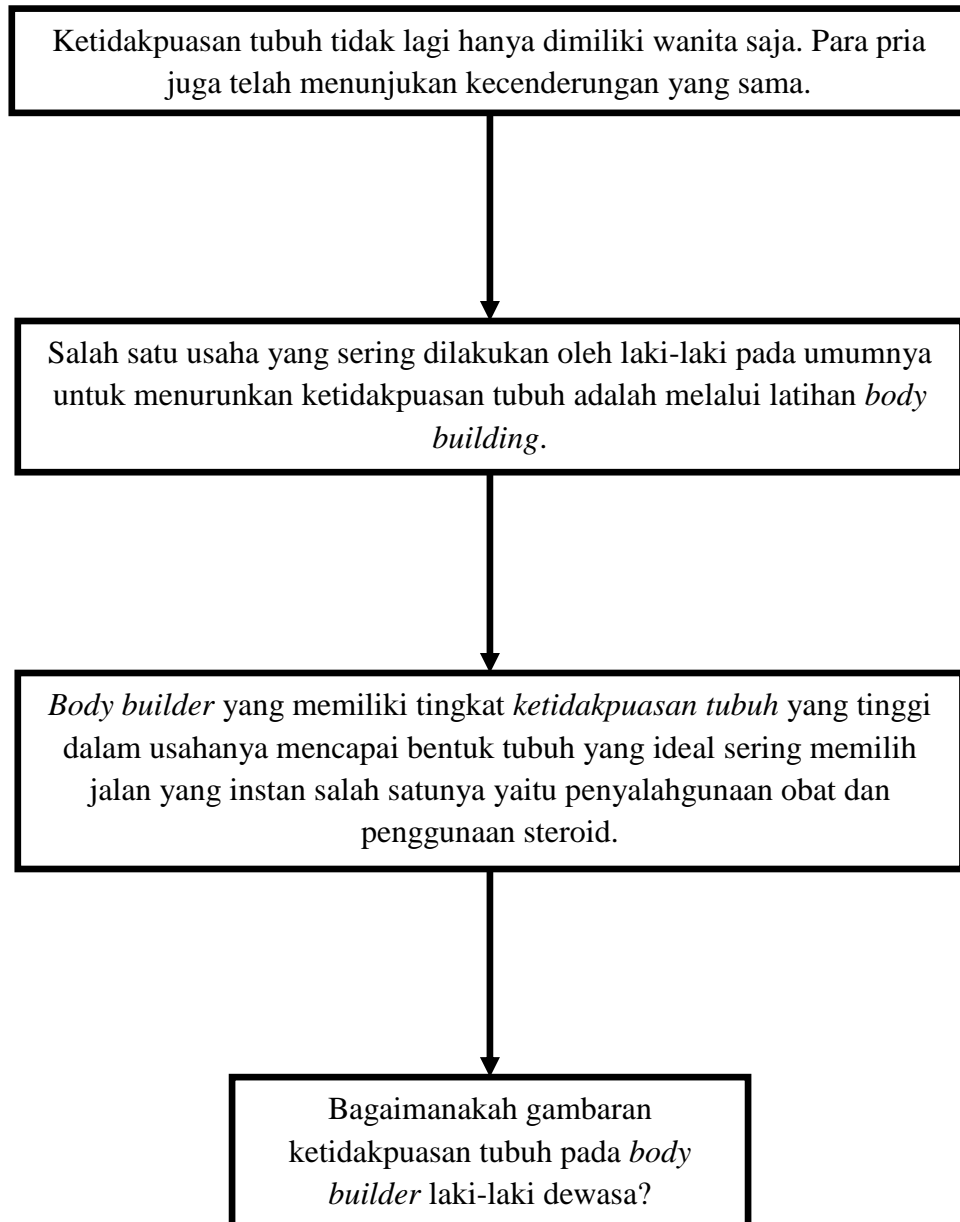 Ketidakpuasan tubuh tidak lagi hanya dimiliki wanita saja. Para pria
juga telah menunjukan kecenderungan yang sama.
Salah satu usaha yang sering dilakukan oleh laki-laki pada umumnya
untuk menurunkan ketidakpuasan tubuh adalah melalui latihan body
building.
Body builder yang memiliki tingkat ketidakpuasan tubuh yang tinggi
dalam usahanya mencapai bentuk tubuh yang ideal sering memilih
jalan yang instan salah satunya yaitu penyalahgunaan obat dan
penggunaan steroid.
Bagaimanakah gambaran
ketidakpuasan tubuh pada body
builder laki-laki dewasa?